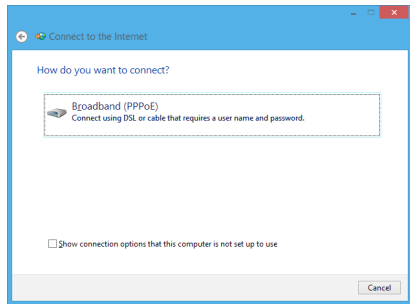 Connect to the Internet
How do you want to connect?
Broadband (PPPoE)
Connect using DSL or cable that requires a user name and password.
Show connection options that this computer is not set up to use
Cancel